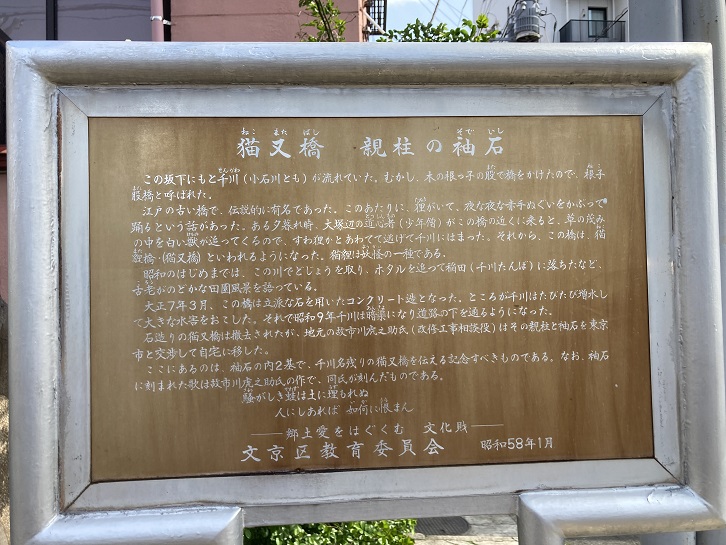 ねこ また ばし そで いし
猫又橋 親柱の袖石
この坂下にもと千川(小石川とも)が流れていた。むかし、木の根っ子の股で橋をかけたので、根子
股橋と呼ばれた。
江戸の古い橋で、伝説的に有名であった。このあたりに、狸がいて、夜な夜な赤手ぬぐいをかぶって
踊るという話があった。ある夕暮れ時、大塚辺の道心者(少年僧)がこの橋の近くに来ると、草の茂み
の中を白い獣が追ってくるので、すわ狸かとあわてて逃げて千川にはまった。それから、この橋は、猫
狸橋(猫又橋)といわれるようになった。猫狸は妖怪の一種である。
昭和のはじめまでは、この川でどじょうを取り、ホタルを追って稲田(千川たんぼ)に落ちたなど、
古老がのどかな田園風景を語っている。
大正7年3月、この橋は立派な石を用いたコンクリート造となった。ところが千川はたびたび増水し
て大きな水害をおこした。それで昭和9年千川は暗渠になり道路の下を通るようになった。
石造りの猫又橋は撤去されたが、地元の故市川虎之助氏(改修工事相談役)はその親柱と袖石を東京
市と交渉して自宅に移した。
ここにあるのは、袖石の内2基で、千川名残りの猫又橋を伝える記念すべきものである。なお、袖石
に刻まれた歌は故市川虎之助氏の作で、同氏が刻んだものである。
騒がしき蛙は土に埋もれぬ
人にしあれば 如何に恨まん
―郷土愛をはぐくむ 文化財―
文京区教育委員会 昭和58年1月